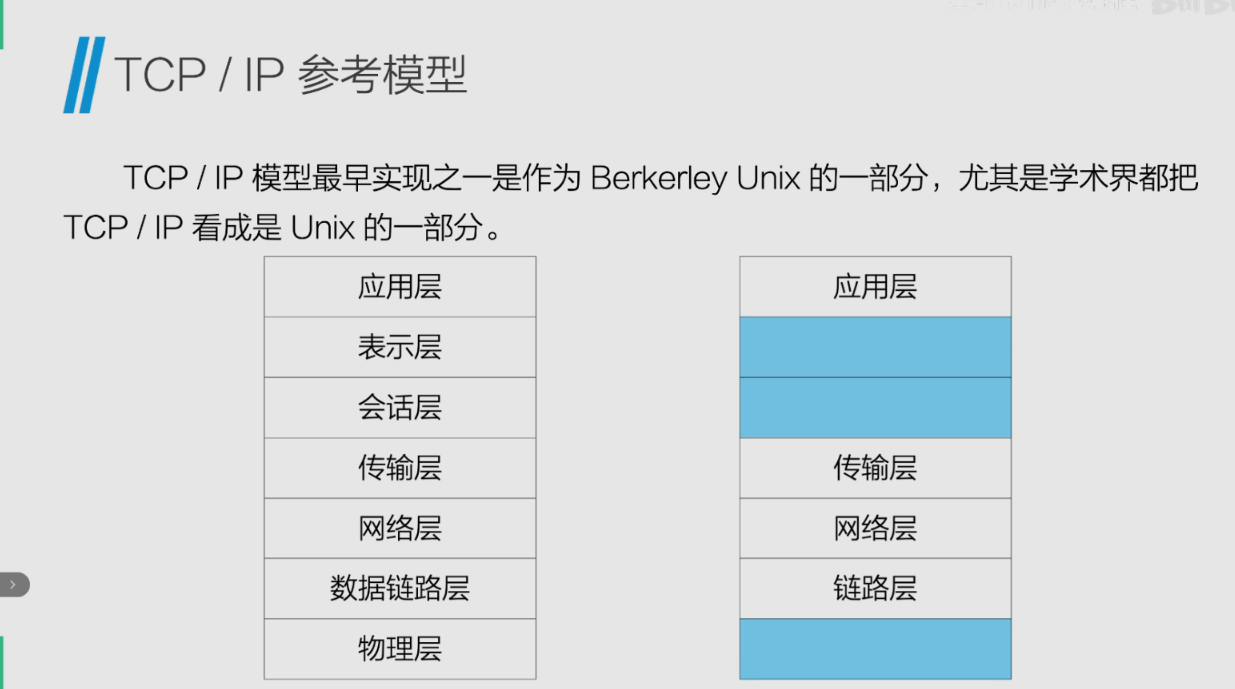 TCP / IP 参考模型
TCP / IP 模型最早实现之一是作为 Berkerley Unix 的一部分，尤其是学术界都把
TCP / IP 看成是 Unix 的一部分。
应用层
表示层
会话层
传输层
网络层
数据链路层
物理层
应用层
传输层
网络层
链路层